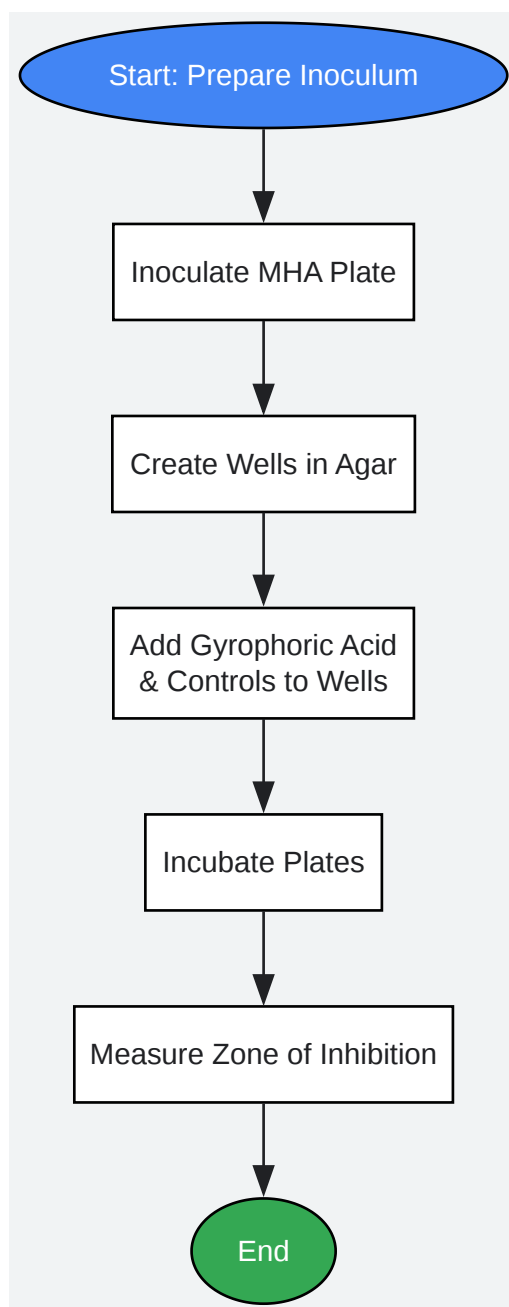 Start: Prepare Inoculum
Inoculate MHA Plate
Create Wells in Agar
Add Gyrophoric Acid
& Controls to Wells
Incubate Plates
Measure Zone of Inhibition
End